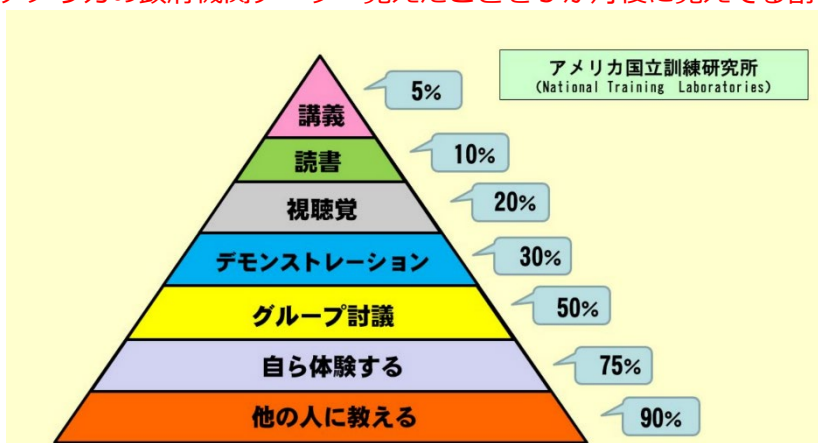 アメリカ国立訓練研究所
(National Training Laboratories)
講義
5%
読書
10%
視聴覚
20%
デモンストレーション
30%
グループ討議
50%
自ら体験する
75%
他の人に教える
90%